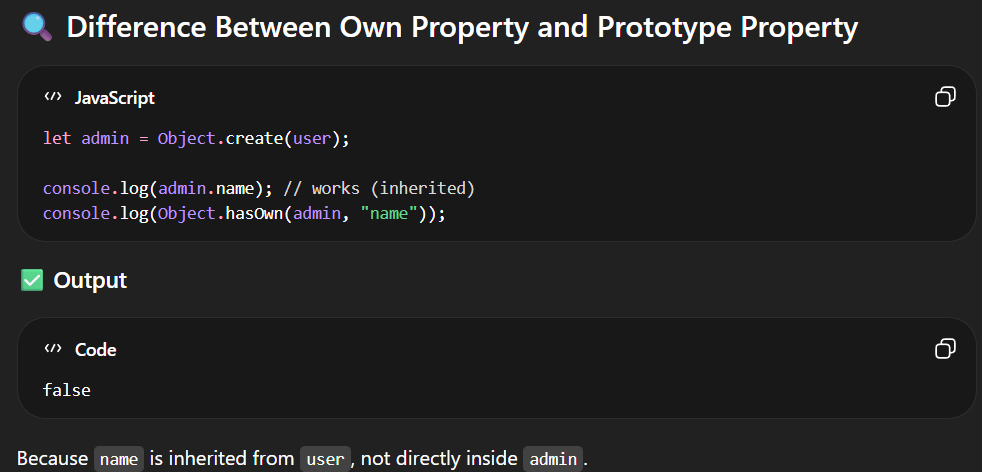 Difference Between Own Property and Prototype Property
JavaScript
let admin = Object.create(user);
console.log(admin.name); // works (inherited)
console.log(Object.hasOwn(admin, "name"));
Output
Code
false
Because name is inherited from user, not directly inside admin.